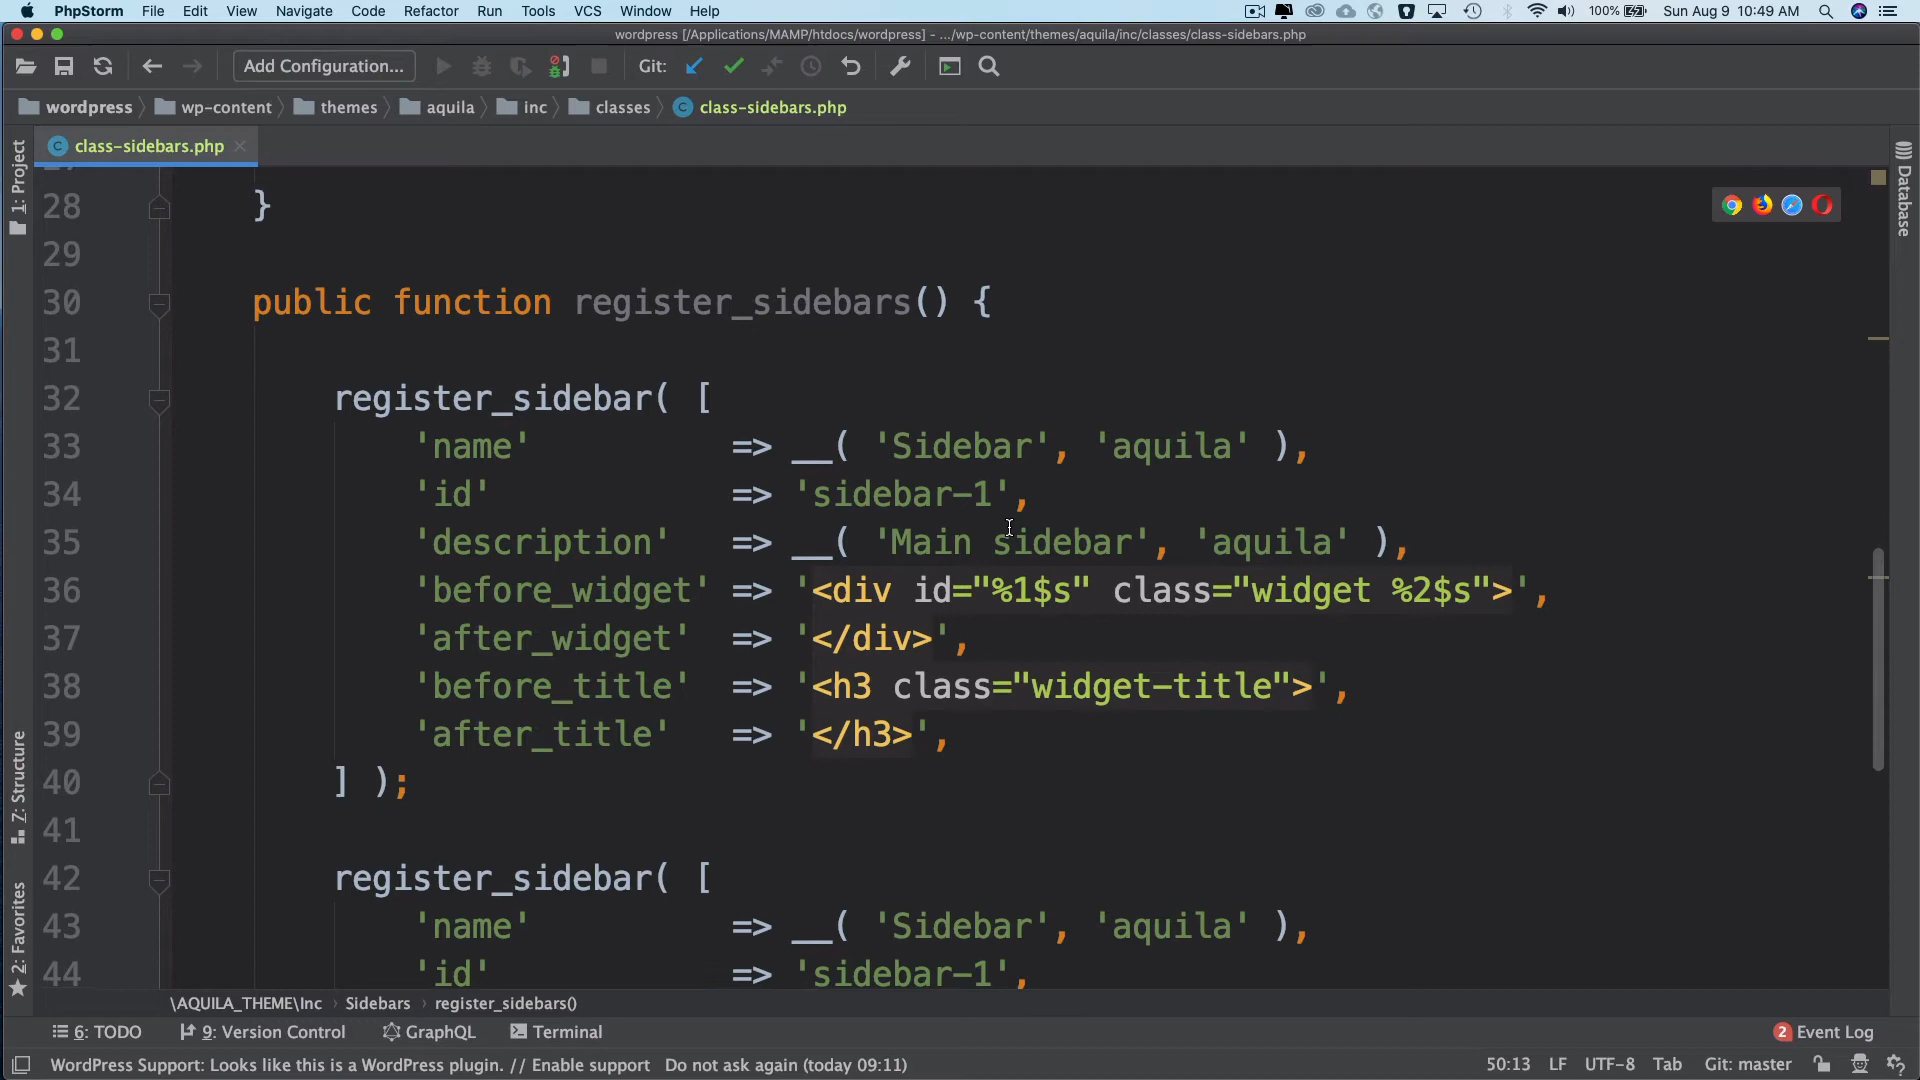 PhpStorm File Edit View Navigate Code Refactor Run Tools VCS Window Help 100% Sun Aug 9 10:49 AM
wordpress [/Applications/MAMP/htdocs/wordpress] - .../wp-content/themes/aquila/inc/classes/class-sidebars.php
Add Configuration... Git:
wordpress wp-content themes aquila inc classes class-sidebars.php
class-sidebars.php
1: Project
Z: Structure
2: Favorites
Database
28 }
29
30 public function register_sidebars() {
31
32 register_sidebar( [
33 'name' => __( 'Sidebar', 'aquila' ),
34 'id' => 'sidebar-1',
35 'description' => __( 'Main sidebar', 'aquila' ),
36 'before_widget' => '<div id="%1$s" class="widget %2$s">',
37 'after_widget' => '</div>',
38 'before_title' => '<h3 class="widget-title">',
39 'after_title' => '</h3>',
40 ] );
41
42 register_sidebar( [
43 'name' => __( 'Sidebar', 'aquila' ),
44 'id' => 'sidebar-1',
\AQUILA_THEME\Inc › Sidebars › register_sidebars()
6: TODO 9: Version Control GraphQL Terminal 2 Event Log
WordPress Support: Looks like this is a WordPress plugin. // Enable support Do not ask again (today 09:11) 50:13 LF UTF-8 Tab Git: master